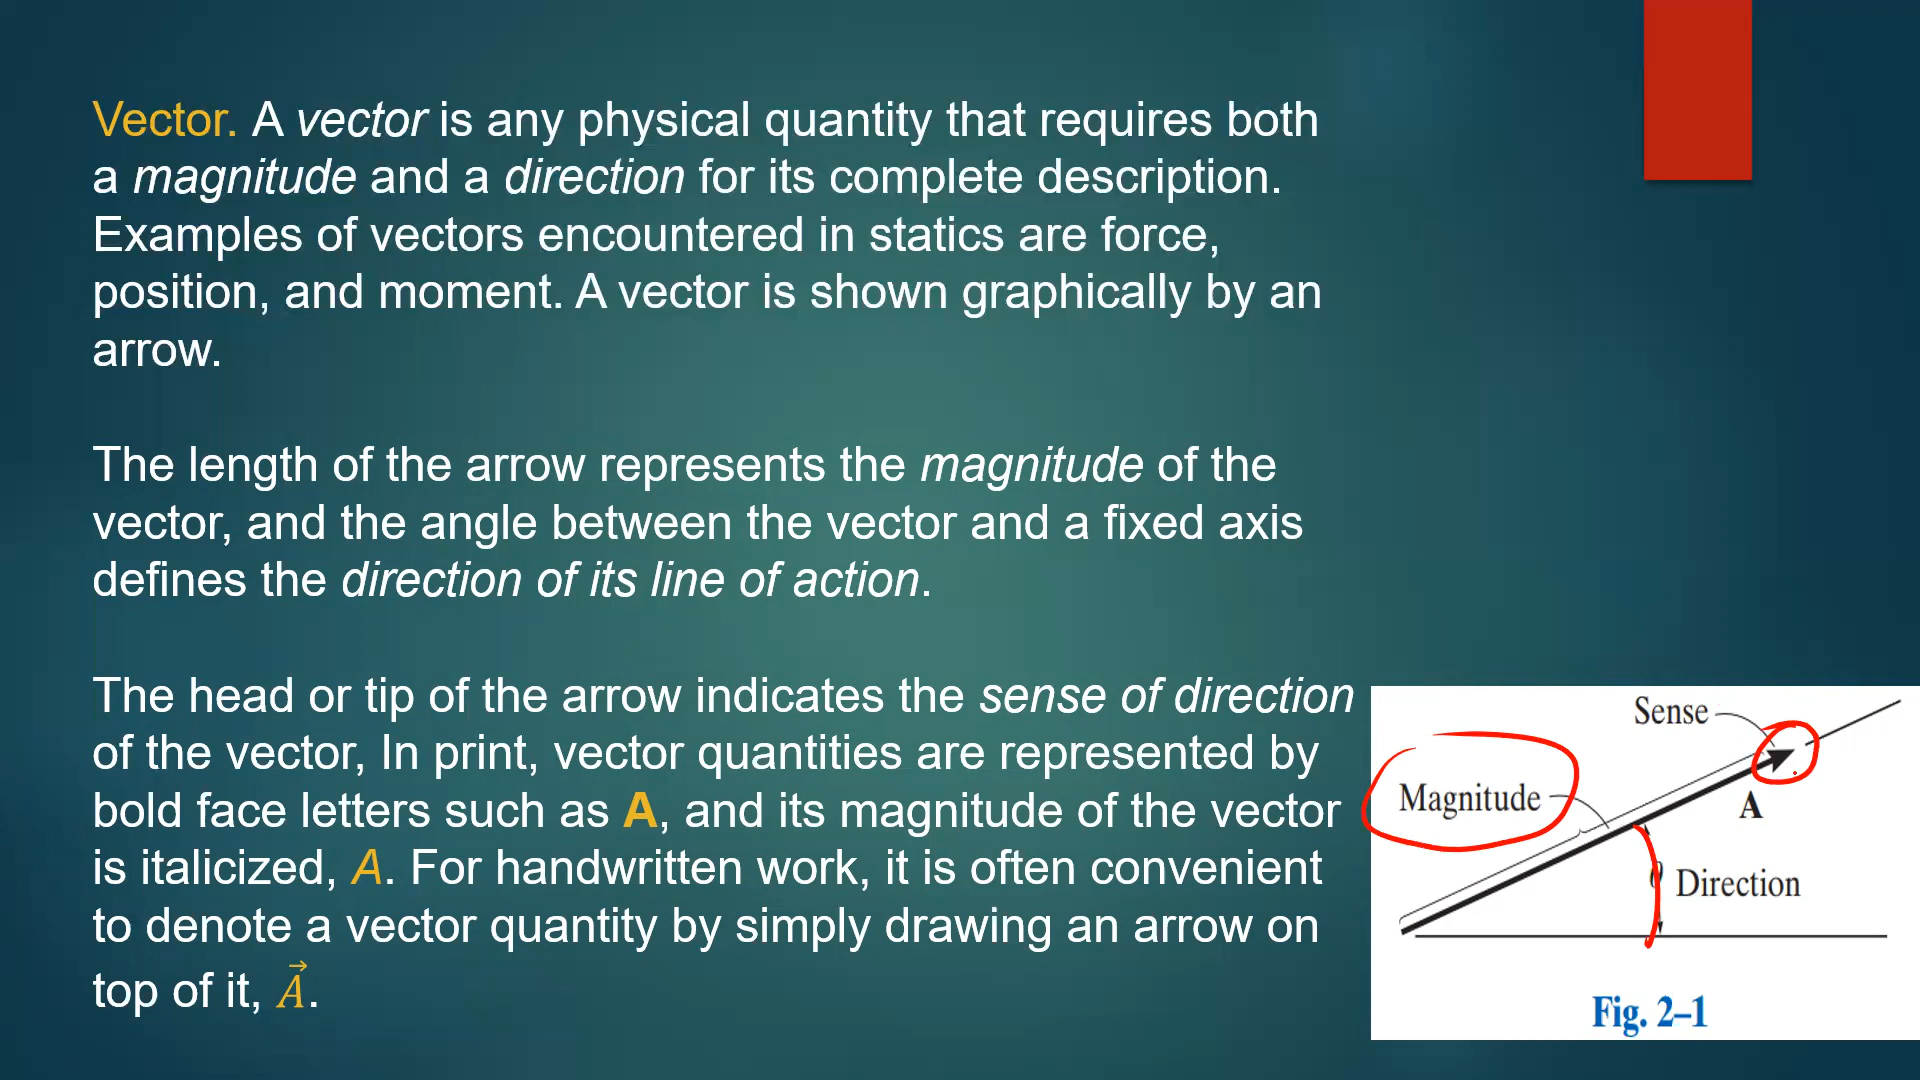 Vector. A vector is any physical quantity that requires both
a magnitude and a direction for its complete description.
Examples of vectors encountered in statics are force,
position, and moment. A vector is shown graphically by an
arrow.
The length of the arrow represents the magnitude of the
vector, and the angle between the vector and a fixed axis
defines the direction of its line of action.
The head or tip of the arrow indicates the sense of direction
of the vector, In print, vector quantities are represented by
bold face letters such as A, and its magnitude of the vector
is italicized, A. For handwritten work, it is often convenient
to denote a vector quantity by simply drawing an arrow on
top of it, A⃗.
Sense
Magnitude
A
θ Direction
Fig. 2–1